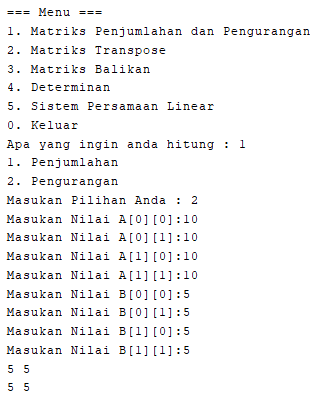 === Menu ===
1. Matriks Penjumlahan dan Pengurangan
2. Matriks Transpose
3. Matriks Balikan
4. Determinan
5. Sistem Persamaan Linear
0. Keluar
Apa yang ingin anda hitung : 1
1. Penjumlahan
2. Pengurangan
Masukan Pilihan Anda : 2
Masukan Nilai A[0][0]:10
Masukan Nilai A[0][1]:10
Masukan Nilai A[1][0]:10
Masukan Nilai A[1][1]:10
Masukan Nilai B[0][0]:5
Masukan Nilai B[0][1]:5
Masukan Nilai B[1][0]:5
Masukan Nilai B[1][1]:5
5 5
5 5